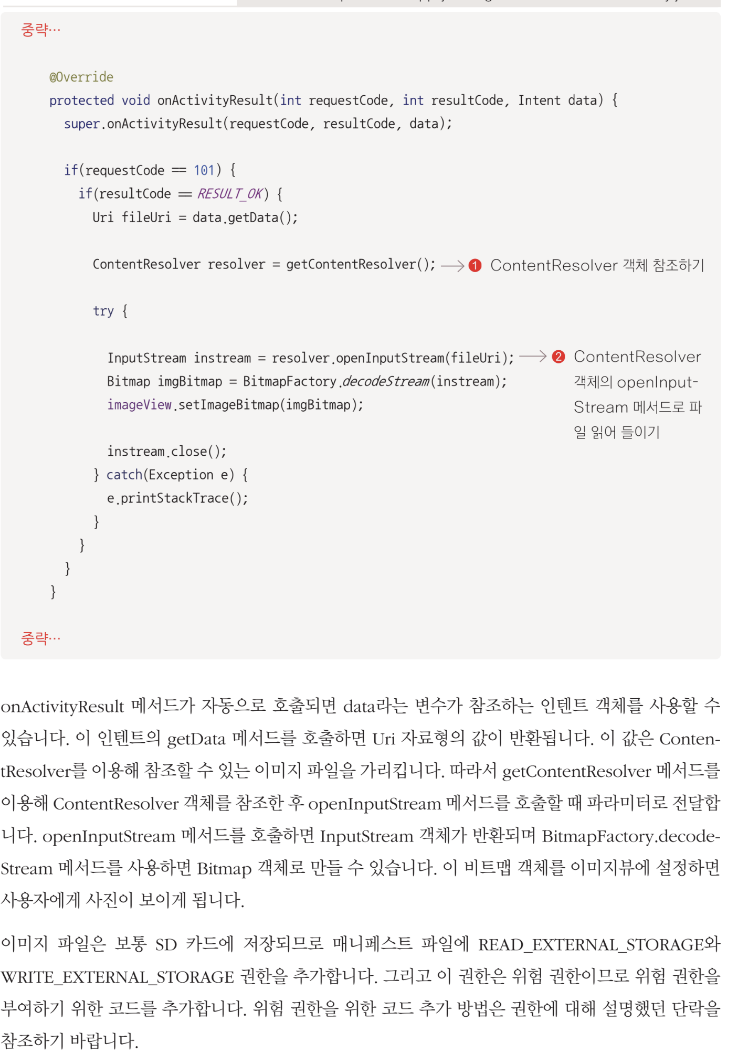 중략…
@Override
protected void onActivityResult(int requestCode, int resultCode, Intent data) {
super.onActivityResult(requestCode, resultCode, data);
if(requestCode == 101) {
if(resultCode == RESULT_OK) {
Uri fileUri = data.getData();
ContentResolver resolver = getContentResolver(); → ❶ ContentResolver 객체 참조하기
try {
InputStream instream = resolver.openInputStream(fileUri); → ❷ ContentResolver
Bitmap imgBitmap = BitmapFactory.decodeStream(instream); 객체의 openInput-
imageView.setImageBitmap(imgBitmap); Stream 메서드로 파
일 읽어 들이기
instream.close();
} catch(Exception e) {
e.printStackTrace();
}
}
}
}
중략…
onActivityResult 메서드가 자동으로 호출되면 data라는 변수가 참조하는 인텐트 객체를 사용할 수
있습니다. 이 인텐트의 getData 메서드를 호출하면 Uri 자료형의 값이 반환됩니다. 이 값은 Conten-
tResolver를 이용해 참조할 수 있는 이미지 파일을 가리킵니다. 따라서 getContentResolver 메서드를
이용해 ContentResolver 객체를 참조한 후 openInputStream 메서드를 호출할 때 파라미터로 전달합
니다. openInputStream 메서드를 호출하면 InputStream 객체가 반환되며 BitmapFactory.decode-
Stream 메서드를 사용하면 Bitmap 객체로 만들 수 있습니다. 이 비트맵 객체를 이미지뷰에 설정하면
사용자에게 사진이 보이게 됩니다.
이미지 파일은 보통 SD 카드에 저장되므로 매니페스트 파일에 READ_EXTERNAL_STORAGE와
WRITE_EXTERNAL_STORAGE 권한을 추가합니다. 그리고 이 권한은 위험 권한이므로 위험 권한을
부여하기 위한 코드를 추가합니다. 위험 권한을 위한 코드 추가 방법은 권한에 대해 설명했던 단락을
참조하기 바랍니다.